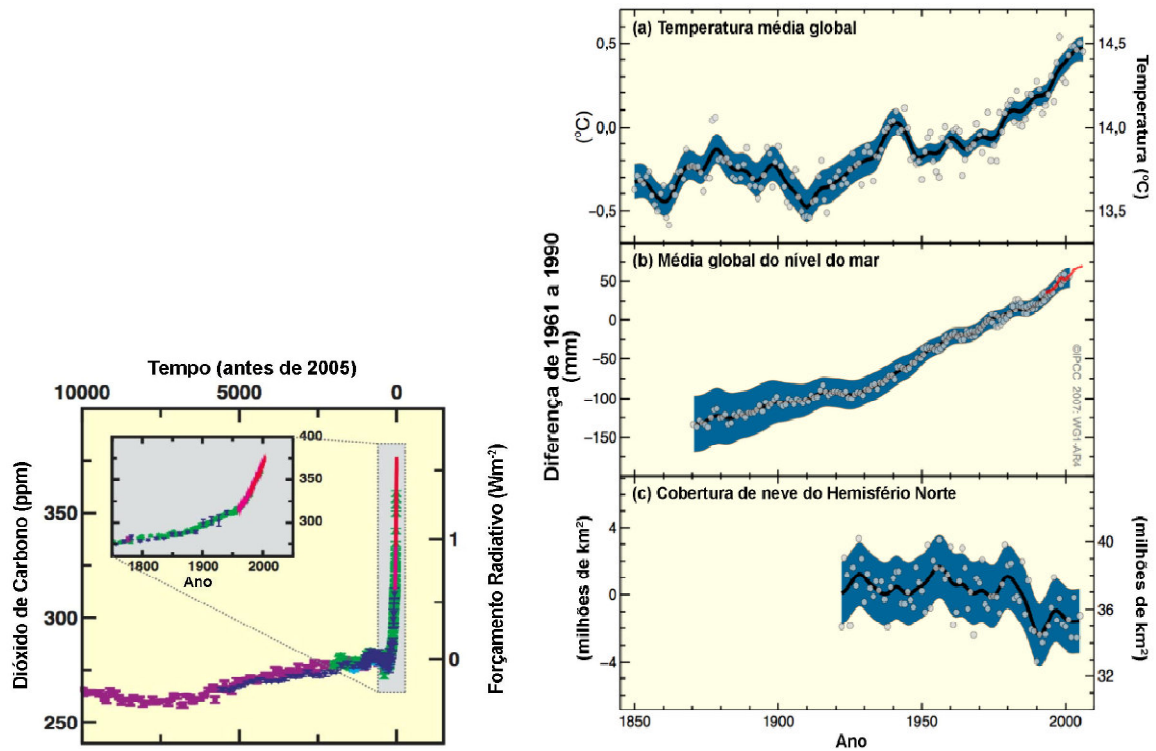 Tempo (antes de 2005)
10000 5000 0
Dióxido de Carbono (ppm)
350
300
250
400
350
300
250
1800 1900 2000
Ano
Forçamento Radiativo (Wm-2)
1
0
Diferença de 1961 a 1990
(a) Temperatura média global
(ºC)
0,5
0,0
−0,5
14,5
14,0
13,5
Temperatura (ºC)
(b) Média global do nível do mar
(mm)
50
0
−50
−100
−150
©IPCC 2007: WG1-AR4
(c) Cobertura de neve do Hemisfério Norte
(milhões de km²)
4
0
−4
40
36
32
(milhões de km²)
1850 1900 1950 2000
Ano